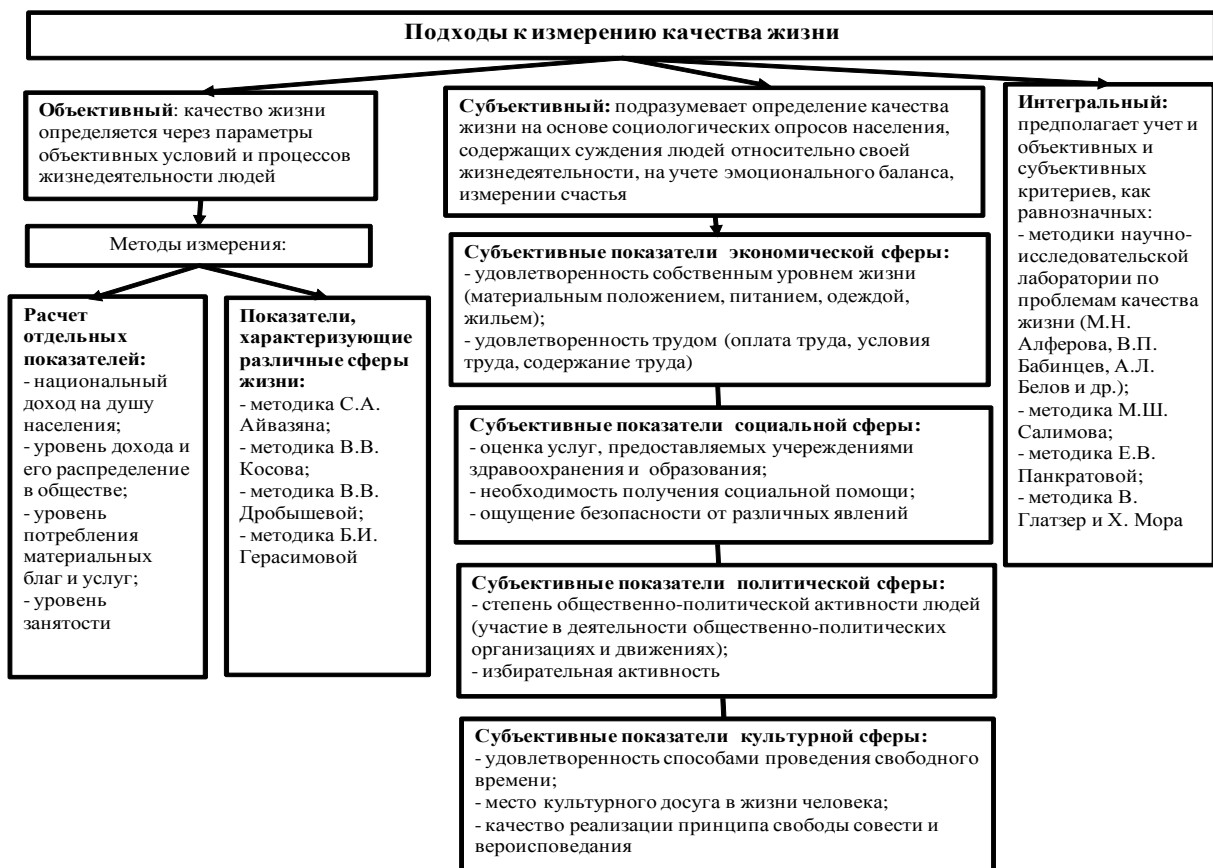 Подходы к измерению качества жизни
Объективный: качество жизни
определяется через параметры
объективных условий и процессов
жизнедеятельности людей
Методы измерения:
Расчет
отдельных
показателей:
- национальный
доход на душу
населения;
- уровень дохода и
его распределение
в обществе;
- уровень
потребления
материальных
благ и услуг;
- уровень
занятости
Показатели,
характеризующие
различные сферы
жизни:
- методика С.А.
Айвазяна;
- методика В.В.
Косова;
- методика В.В.
Дробышевой;
- методика Б.И.
Герасимовой
Субъективный: подразумевает определение качества
жизни на основе социологических опросов населения,
содержащих суждения людей относительно своей
жизнедеятельности, на учете эмоционального баланса,
измерении счастья
Субъективные показатели экономической сферы:
- удовлетворенность собственным уровнем жизни
(материальным положением, питанием, одеждой,
жильем);
- удовлетворенность трудом (оплата труда, условия
труда, содержание труда)
Субъективные показатели социальной сферы:
- оценка услуг, предоставляемых учереждениями
здравоохранения и образования;
- необходимость получения социальной помощи;
- ощущение безопасности от различных явлений
Субъективные показатели политической сферы:
- степень общественно-политической активности людей
(участие в деятельности общественно-политических
организациях и движениях);
- избирательная активность
Субъективные показатели культурной сферы:
- удовлетворенность способами проведения свободного
времени;
- место культурного досуга в жизни человека;
- качество реализации принципа свободы совести и
вероисповедания
Интегральный:
предполагает учет и
объективных и
субъективных
критериев, как
равнозначных:
- методики научно-
исследовательской
лаборатории по
проблемам качества
жизни (М.Н.
Алферова, В.П.
Бабинцев, А.Л.
Белов и др.);
- методика М.Ш.
Салимова;
- методика Е.В.
Панкратовой;
- методика В.
Глатзер и Х. Мора